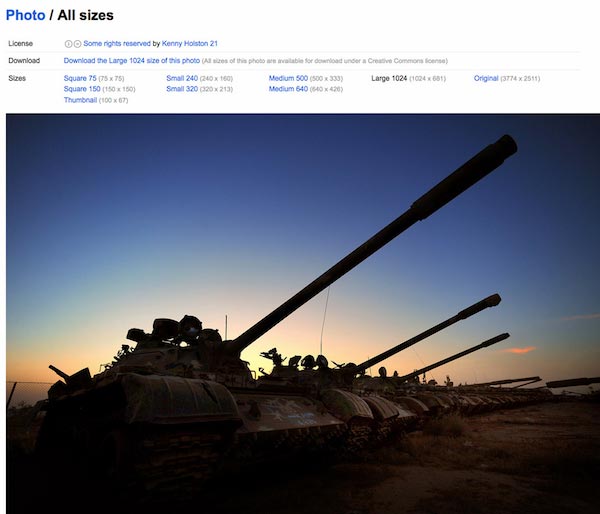 Photo / All sizes
License Some rights reserved by Kenny Holston 21
Download Download the Large 1024 size of this photo (All sizes of this photo are available for download under a Creative Commons license)
Sizes Square 75 (75 x 75) Small 240 (240 x 160) Medium 500 (500 x 333) Large 1024 (1024 x 681) Original (3774 x 2511)
Square 150 (150 x 150) Small 320 (320 x 213) Medium 640 (640 x 426)
Thumbnail (100 x 67)